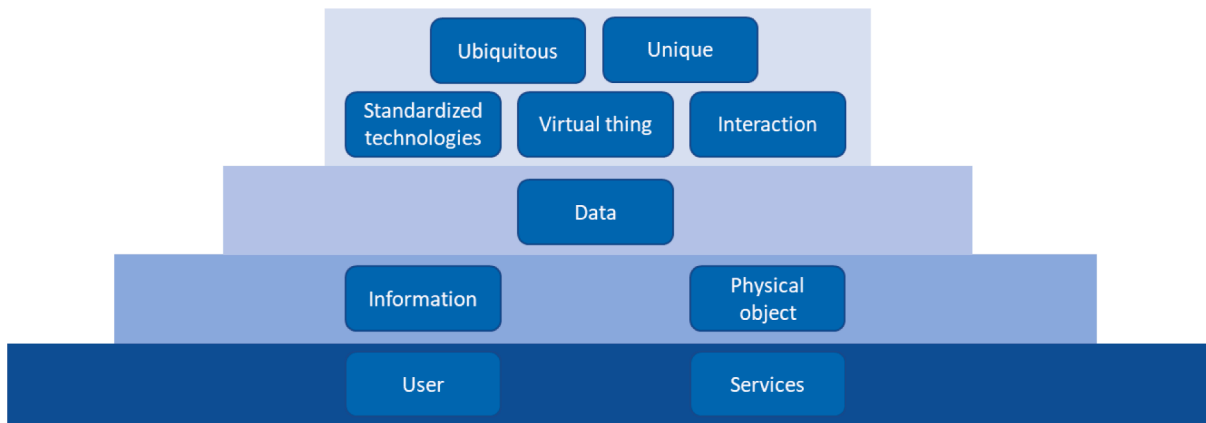 Ubiquitous
Unique
Standardized
technologies
Virtual thing
Interaction
Data
Information
Physical
object
User
Services